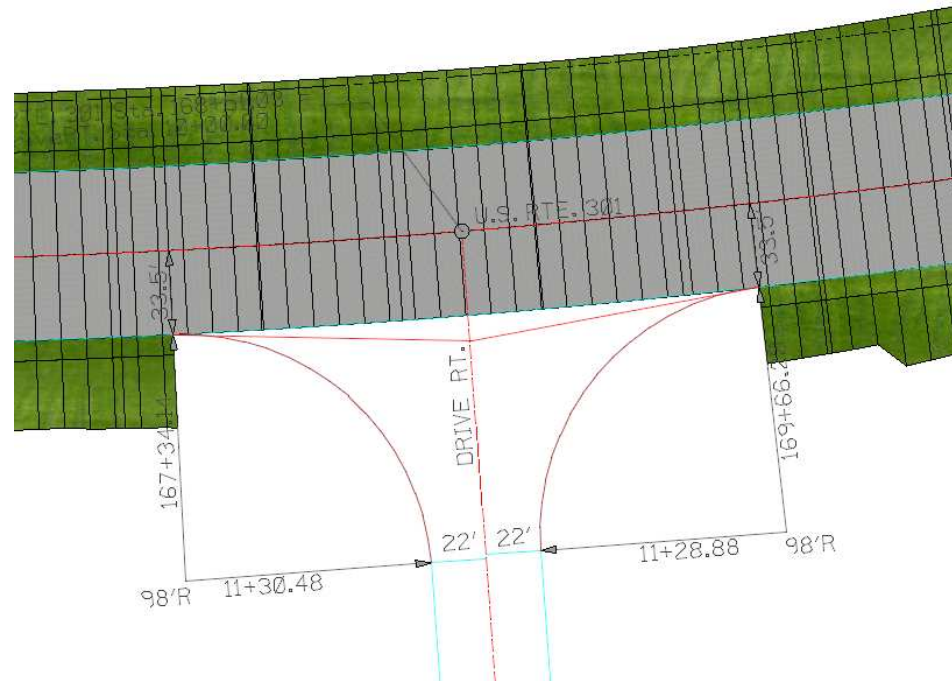 U.S. RTE. 301
33.5'
33.5'
DRIVE RT.
167+34.14
169+66.2
22' 22'
98'R 11+30.48
11+28.88 98'R